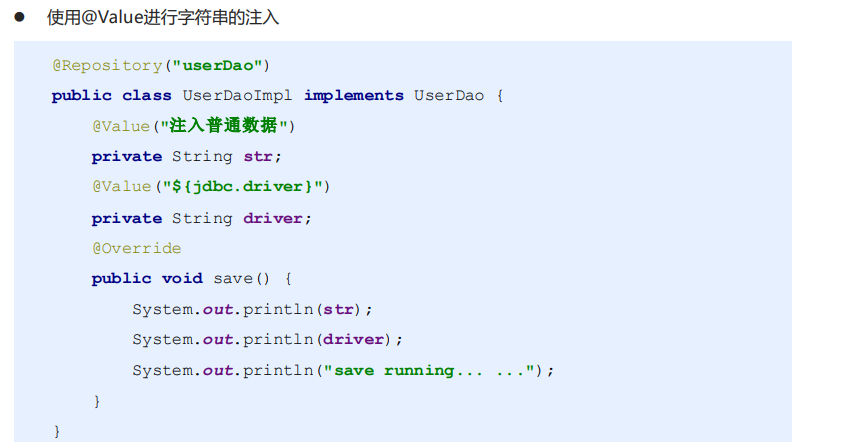 ● 使用@Value进行字符串的注入
@Repository("userDao")
public class UserDaoImpl implements UserDao {
    @Value("注入普通数据")
    private String str;
    @Value("${jdbc.driver}")
    private String driver;
    @Override
    public void save() {
        System.out.println(str);
        System.out.println(driver);
        System.out.println("save running... ...");
    }
}